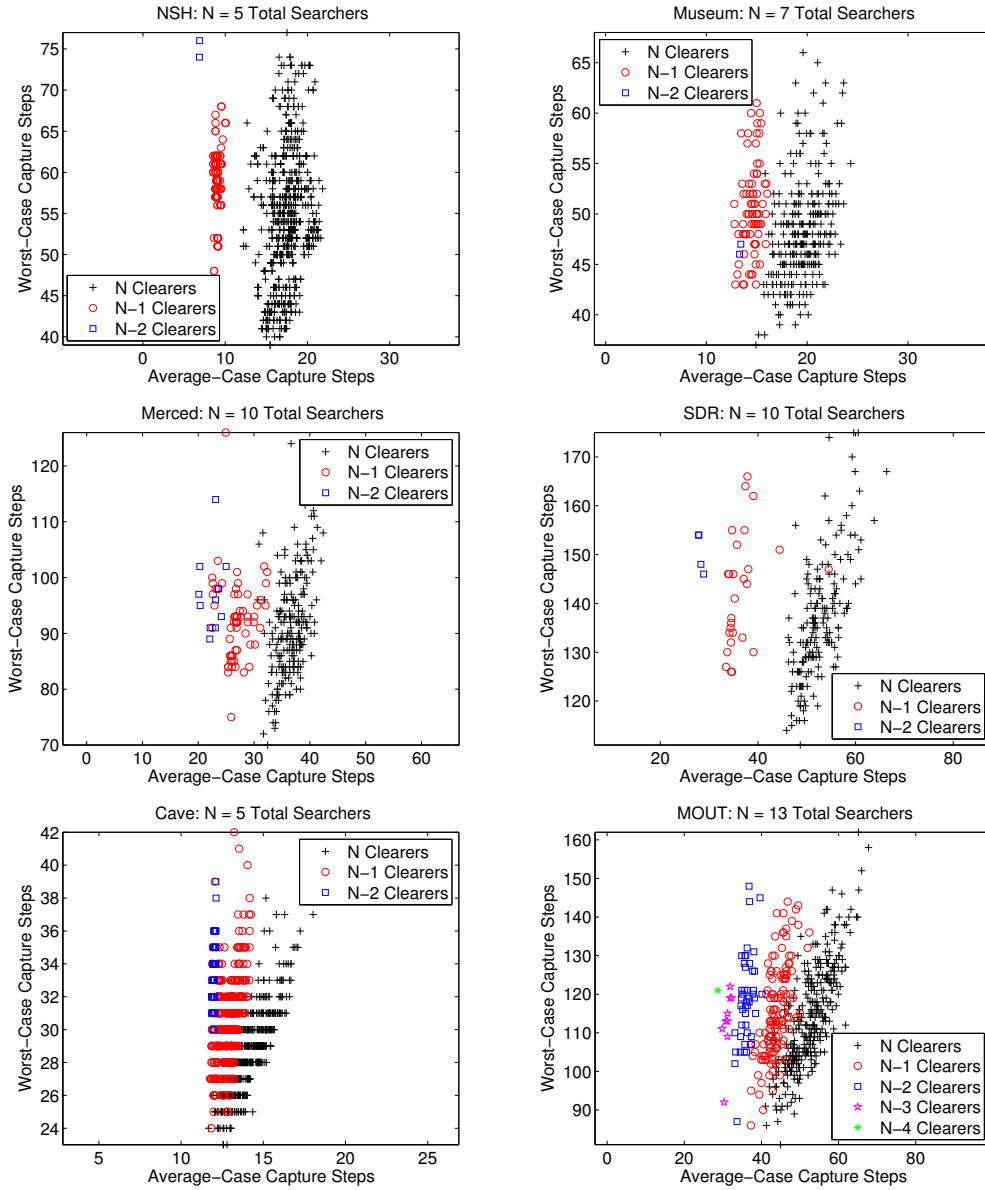 NSH: N = 5 Total Searchers
Worst−Case Capture Steps
75
70
65
60
55
50
45
40
N Clearers
N−1 Clearers
N−2 Clearers
0 10 20 30
Average−Case Capture Steps
Museum: N = 7 Total Searchers
Worst−Case Capture Steps
65
60
55
50
45
40
N Clearers
N−1 Clearers
N−2 Clearers
0 10 20 30
Average−Case Capture Steps
Merced: N = 10 Total Searchers
Worst−Case Capture Steps
120
110
100
90
80
70
N Clearers
N−1 Clearers
N−2 Clearers
0 10 20 30 40 50 60
Average−Case Capture Steps
SDR: N = 10 Total Searchers
Worst−Case Capture Steps
170
160
150
140
130
120
N Clearers
N−1 Clearers
N−2 Clearers
20 40 60 80
Average−Case Capture Steps
Cave: N = 5 Total Searchers
Worst−Case Capture Steps
42
40
38
36
34
32
30
28
26
24
N Clearers
N−1 Clearers
N−2 Clearers
5 10 15 20 25
Average−Case Capture Steps
MOUT: N = 13 Total Searchers
Worst−Case Capture Steps
160
150
140
130
120
110
100
90
N Clearers
N−1 Clearers
N−2 Clearers
N−3 Clearers
N−4 Clearers
20 40 60 80
Average−Case Capture Steps